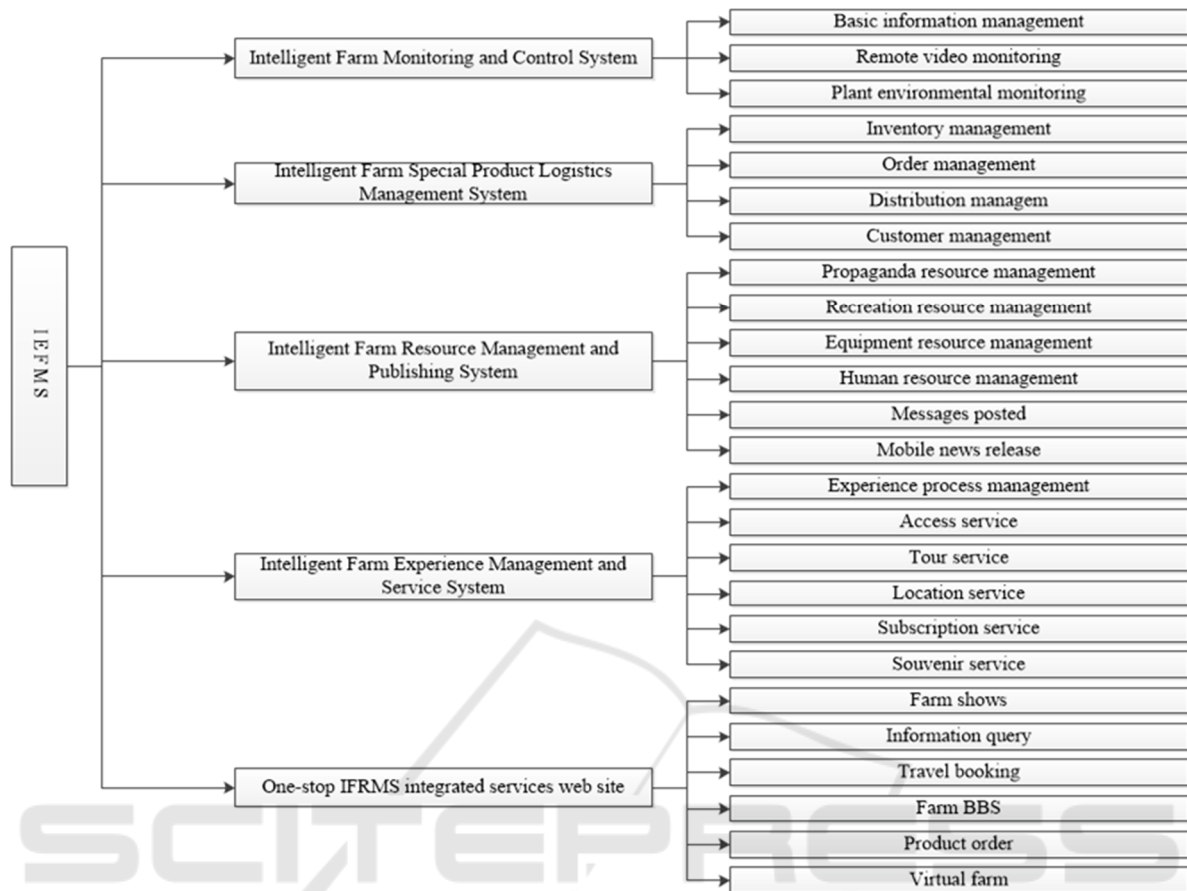 IEFMS
Intelligent Farm Monitoring and Control System
Basic information management
Remote video monitoring
Plant environmental monitoring
Intelligent Farm Special Product Logistics
Management System
Inventory management
Order management
Distribution managem
Customer management
Intelligent Farm Resource Management and
Publishing System
Propaganda resource management
Recreation resource management
Equipment resource management
Human resource management
Messages posted
Mobile news release
Intelligent Farm Experience Management and
Service System
Experience process management
Access service
Tour service
Location service
Subscription service
Souvenir service
One-stop IFRMS integrated services web site
Farm shows
Information query
Travel booking
Farm BBS
Product order
Virtual farm
SCITEPRESS